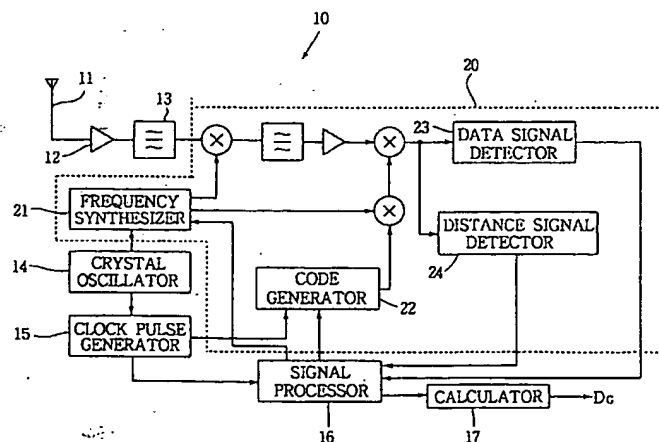 10
11
20
13
12
23
DATA SIGNAL
DETECTOR
21
FREQUENCY
SYNTHESIZER
DISTANCE SIGNAL
DETECTOR
24
14
CRYSTAL
OSCILLATOR
CODE
GENERATOR
22
15
CLOCK PULSE
GENERATOR
SIGNAL
PROCESSOR
16
CALCULATOR
17
DG